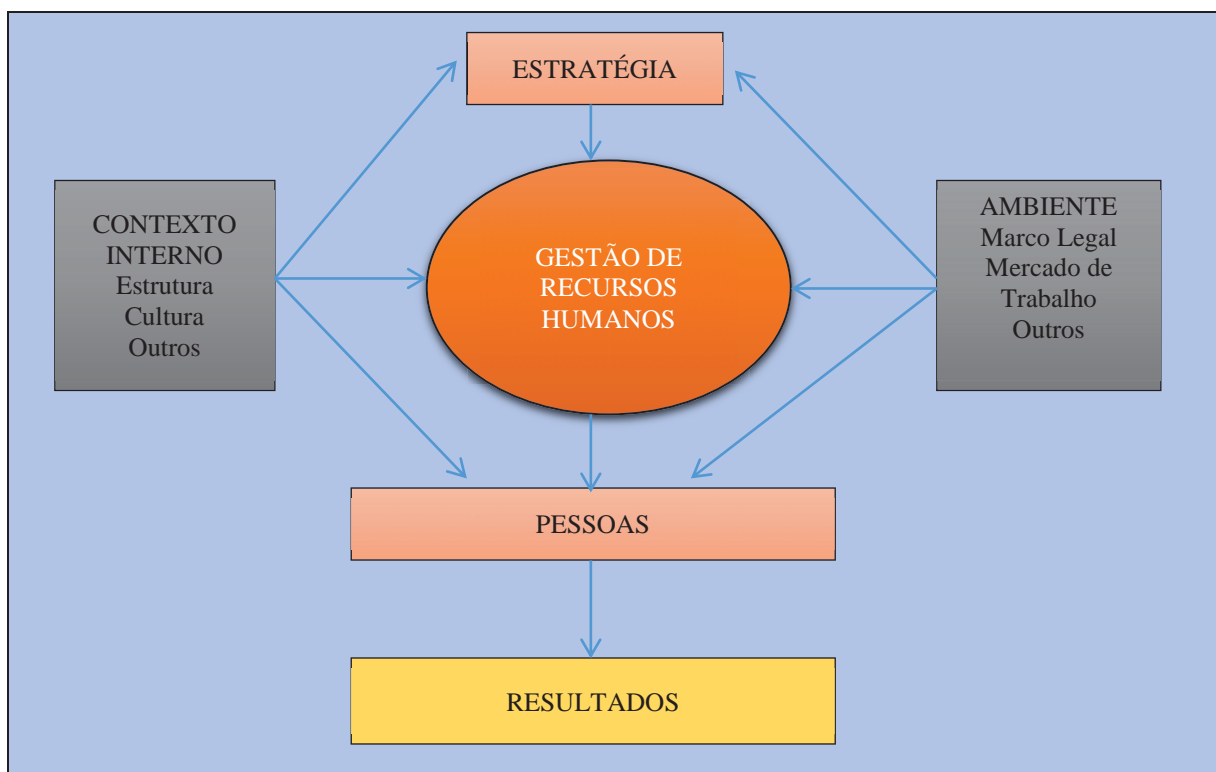 ESTRATÉGIA
CONTEXTO
INTERNO
Estrutura
Cultura
Outros
GESTÃO DE
RECURSOS
HUMANOS
AMBIENTE
Marco Legal
Mercado de
Trabalho
Outros
PESSOAS
RESULTADOS